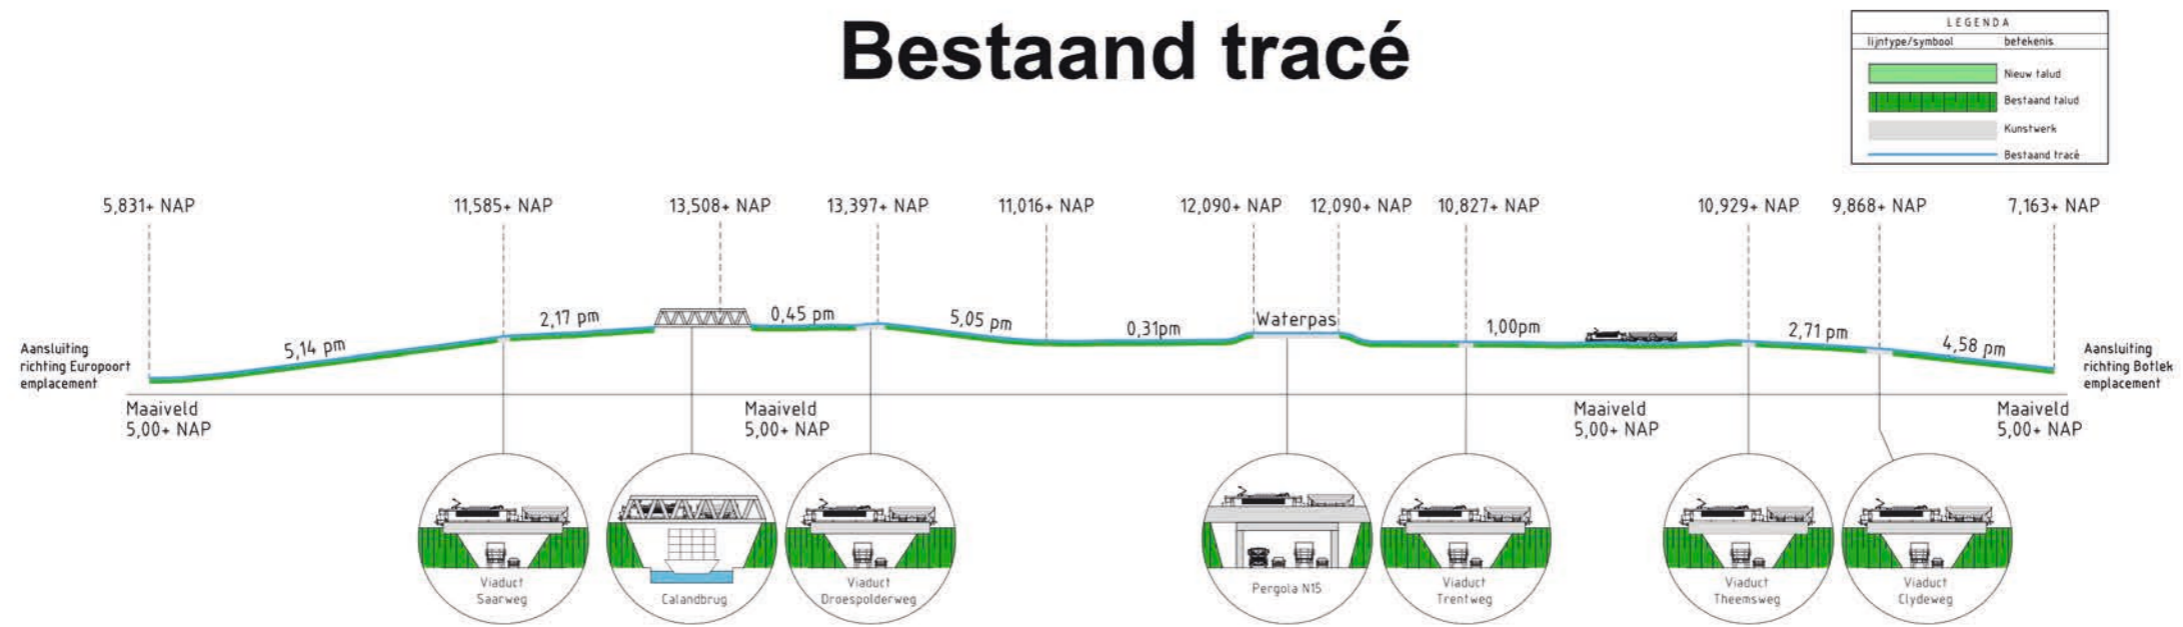 Bestaand tracé
LEGENDA
lijntype/symbool betekenis
Nieuw talud
Bestaand talud
Kunstwerk
Bestaand tracé
5,831+ NAP 11,585+ NAP 13,508+ NAP 13,397+ NAP 11,016+ NAP 12,090+ NAP 12,090+ NAP 10,827+ NAP 10,929+ NAP 9,868+ NAP 7,163+ NAP
5,14 pm 2,17 pm 0,45 pm 5,05 pm 0,31pm Waterpas 1,00pm 2,71 pm 4,58 pm
Aansluiting
richting Europoort
emplacement
Aansluiting
richting Botlek
emplacement
Maaiveld
5,00+ NAP
Maaiveld
5,00+ NAP
Maaiveld
5,00+ NAP
Maaiveld
5,00+ NAP
Viaduct
Saarweg
Calandbrug
Viaduct
Droespolderweg
Pergola N15
Viaduct
Trentweg
Viaduct
Theemsweg
Viaduct
Clydeweg